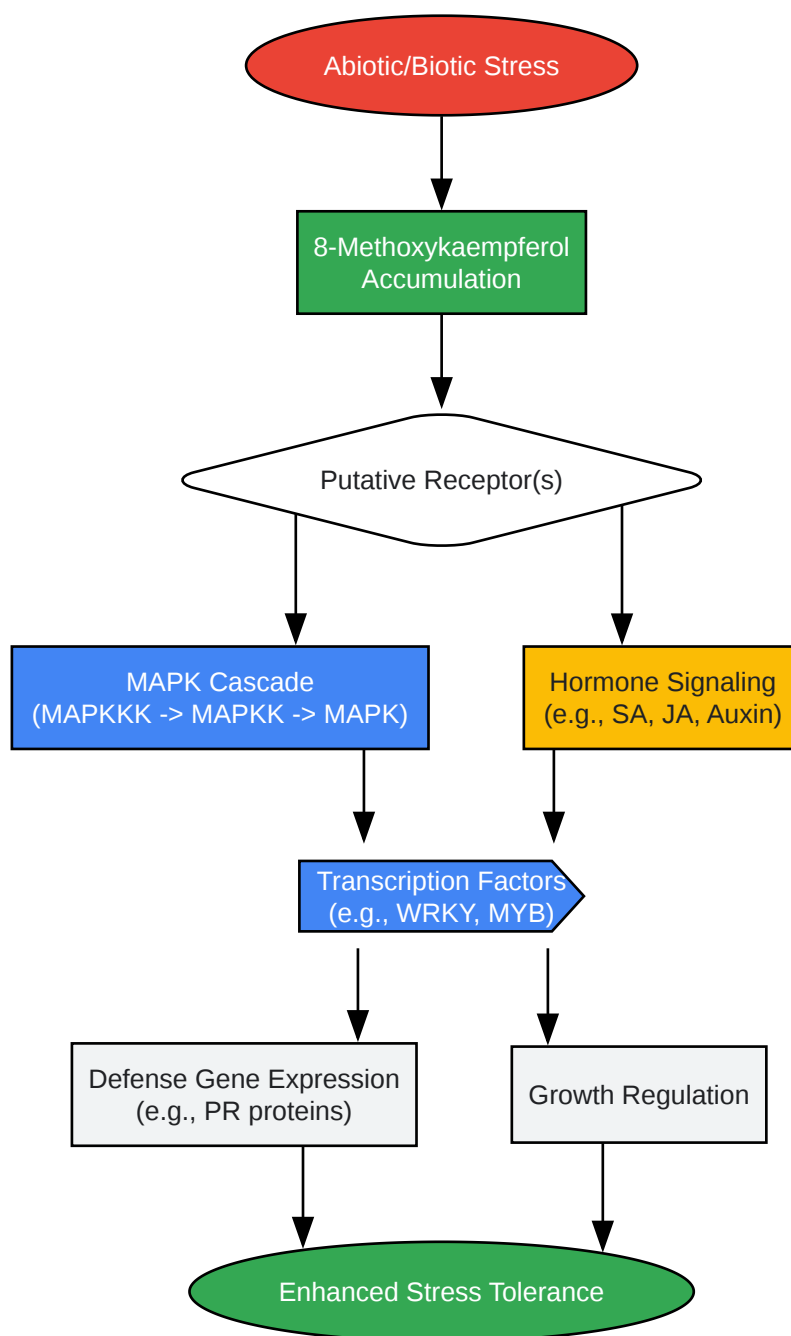 Abiotic/Biotic Stress
8-Methoxykaempferol
Accumulation
Putative Receptor(s)
MAPK Cascade
(MAPKKK -> MAPKK -> MAPK)
Hormone Signaling
(e.g., SA, JA, Auxin)
Transcription Factors
(e.g., WRKY, MYB)
Defense Gene Expression
(e.g., PR proteins)
Growth Regulation
Enhanced Stress Tolerance